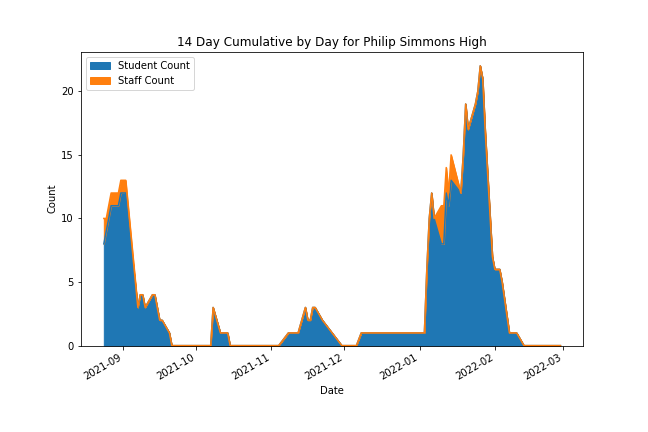 14 Day Cumulative by Day for Philip Simmons High
Student Count
Staff Count
20
15
10
5
0
Count
2021-09
2021-10
2021-11
2021-12
2022-01
2022-02
2022-03
Date